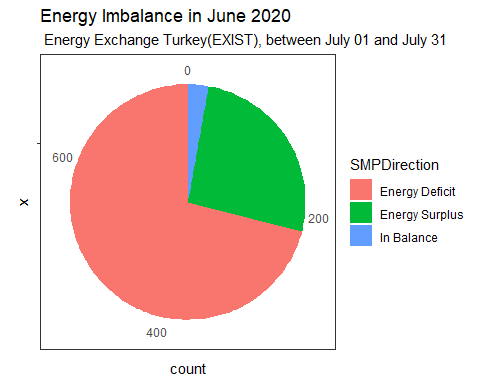 Energy Imbalance in June 2020
Energy Exchange Turkey(EXIST), between July 01 and July 31
0
600
200
400
x
count
SMPDirection
Energy Deficit
Energy Surplus
In Balance